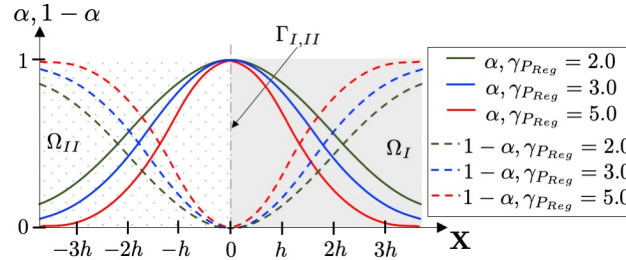 α, 1 − α
Γ_{I,II}
1
Ω_{II}
Ω_I
0
−3h −2h −h 0 h 2h 3h
X
α, γ_{P_{Reg}} = 2.0
α, γ_{P_{Reg}} = 3.0
α, γ_{P_{Reg}} = 5.0
1 − α, γ_{P_{Reg}} = 2.0
1 − α, γ_{P_{Reg}} = 3.0
1 − α, γ_{P_{Reg}} = 5.0